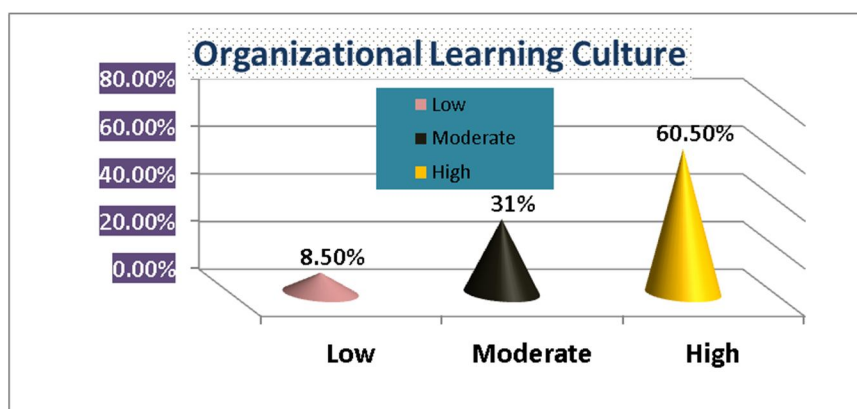 Organizational Learning Culture
80.00%
60.00%
40.00%
20.00%
0.00%
Low
Moderate
High
8.50%
31%
60.50%
Low
Moderate
High